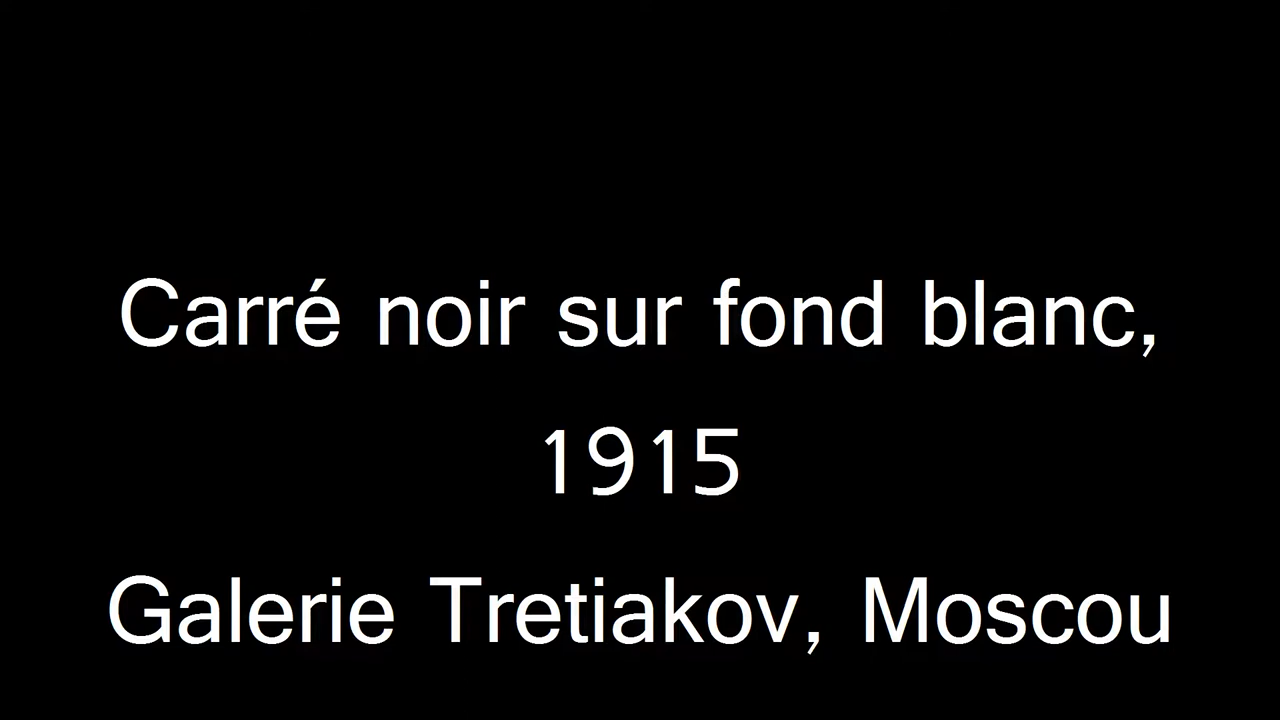 Carré noir sur fond blanc,
1915
Galerie Tretiakov, Moscou